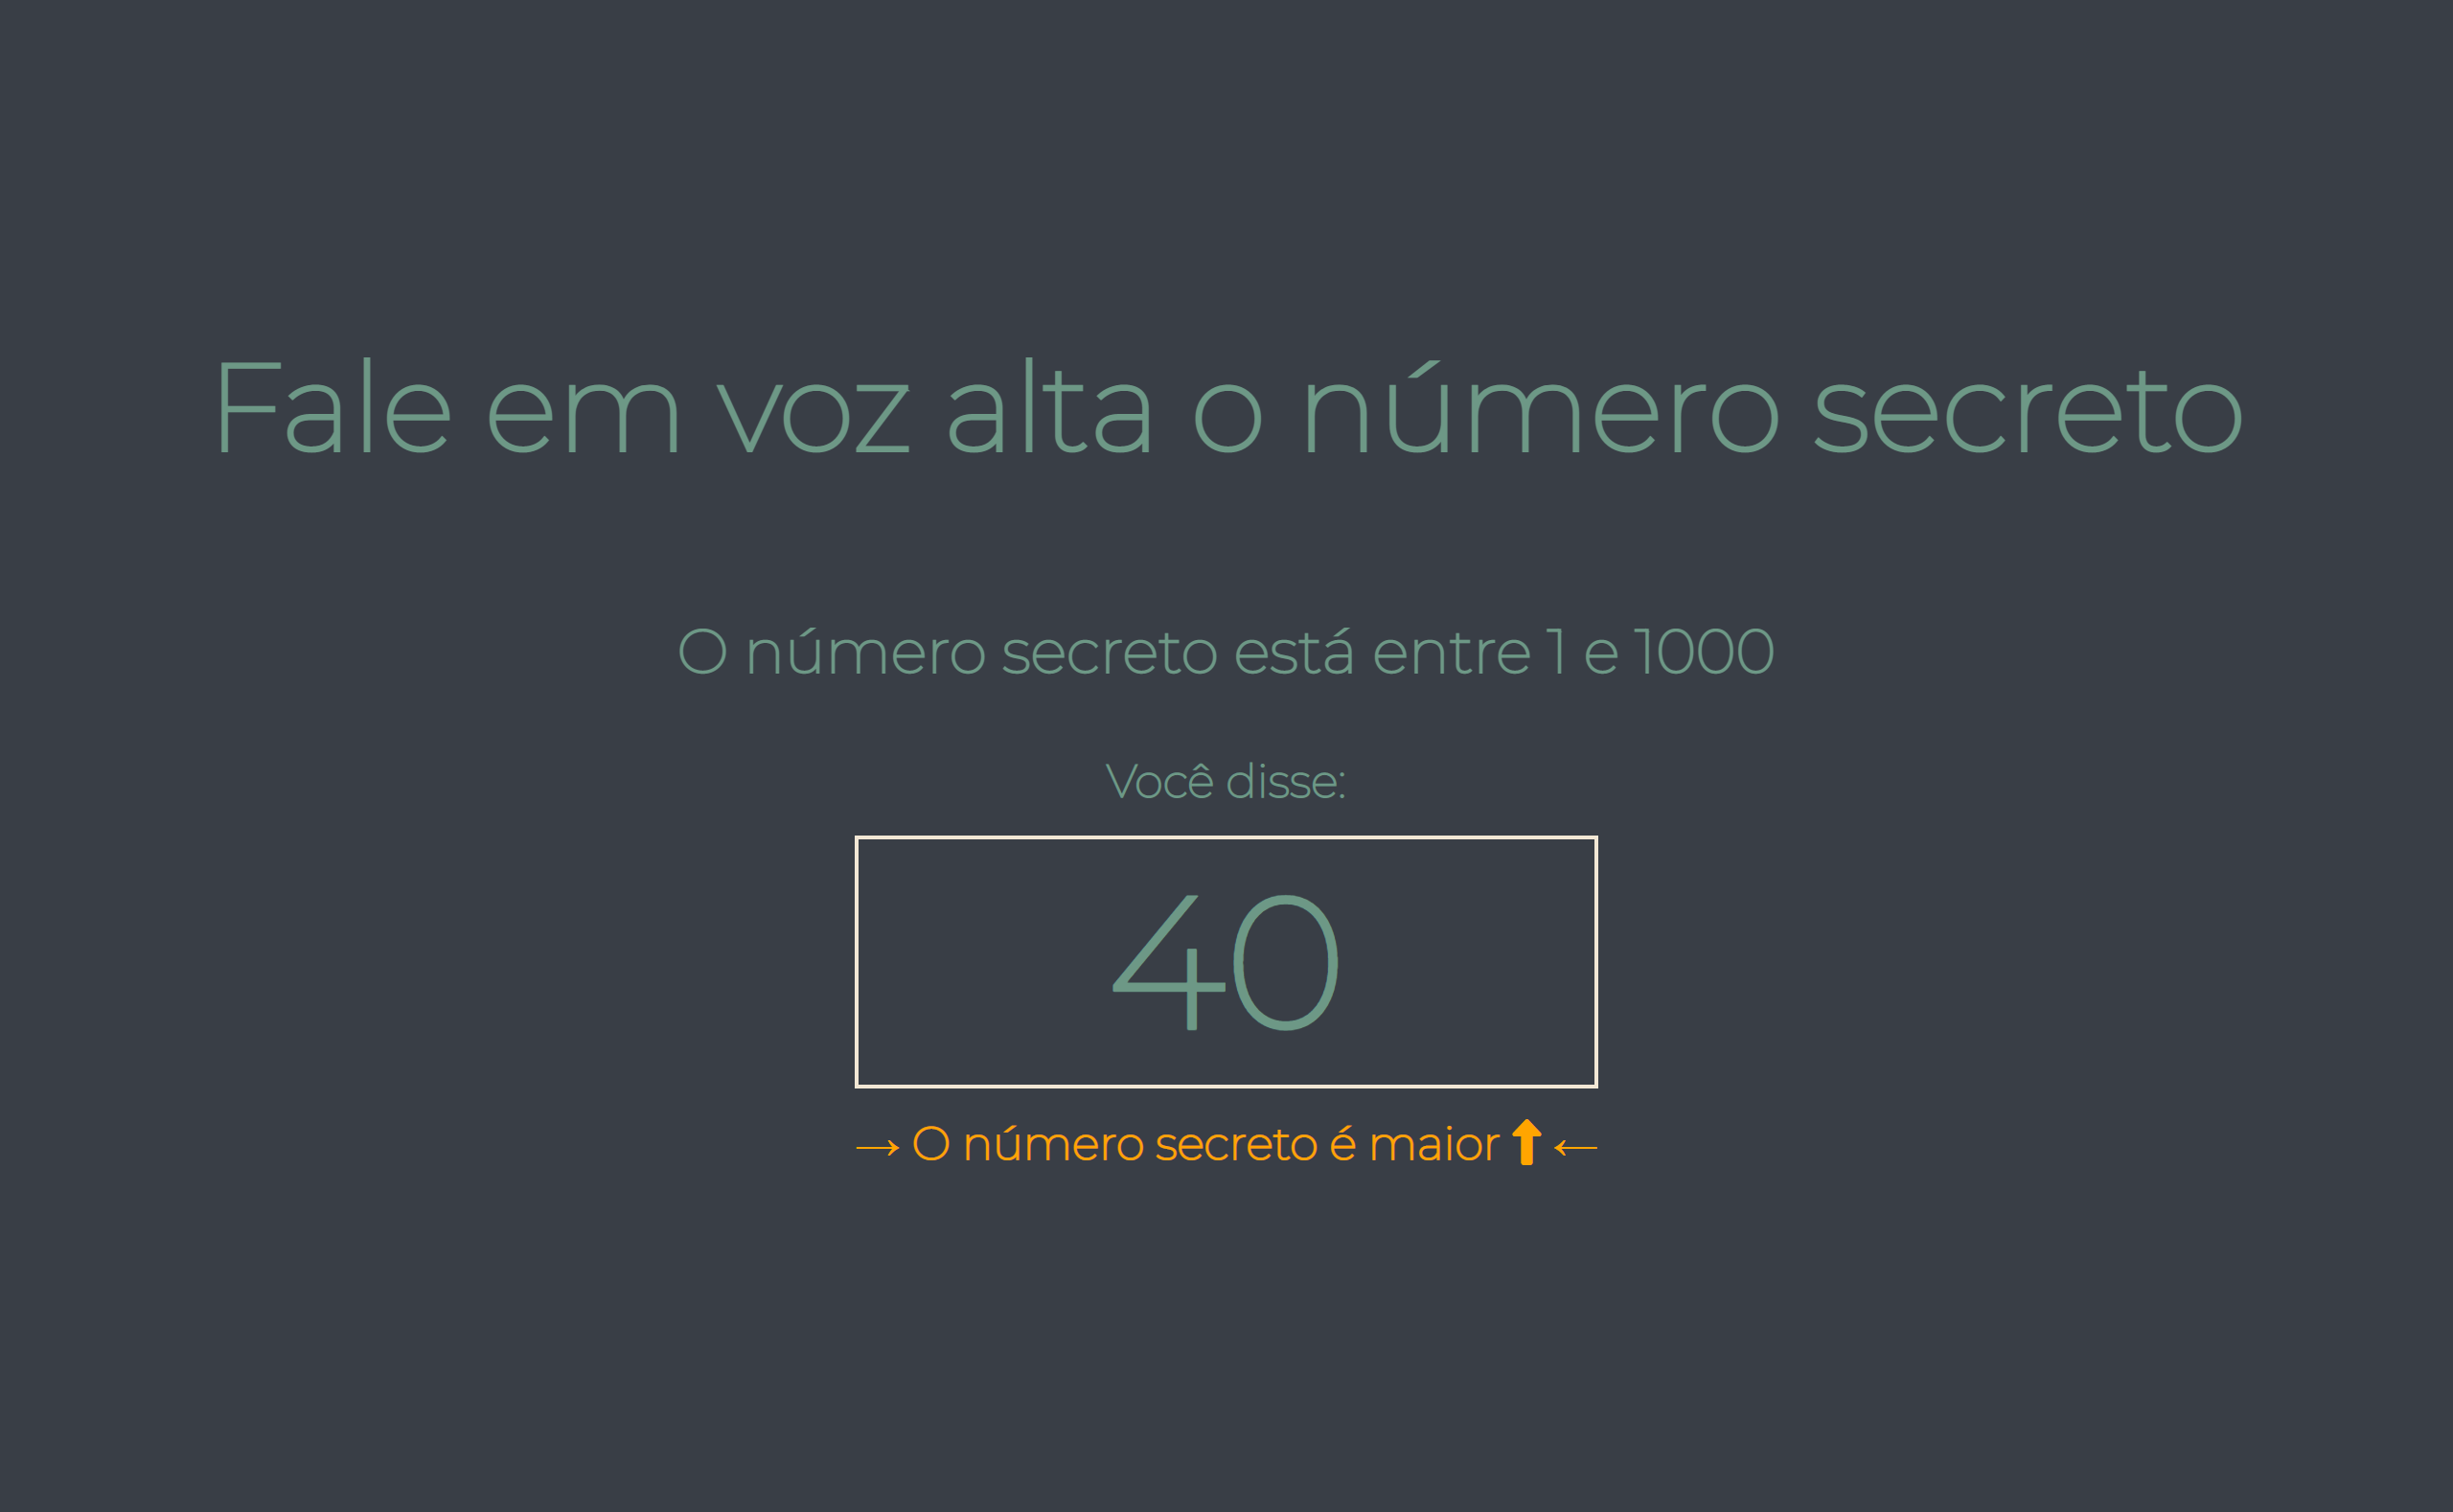 Fale em voz alta o número secreto
O número secreto está entre 1 e 1000
Você disse:
40
→ O número secreto é maior ⬆ ←